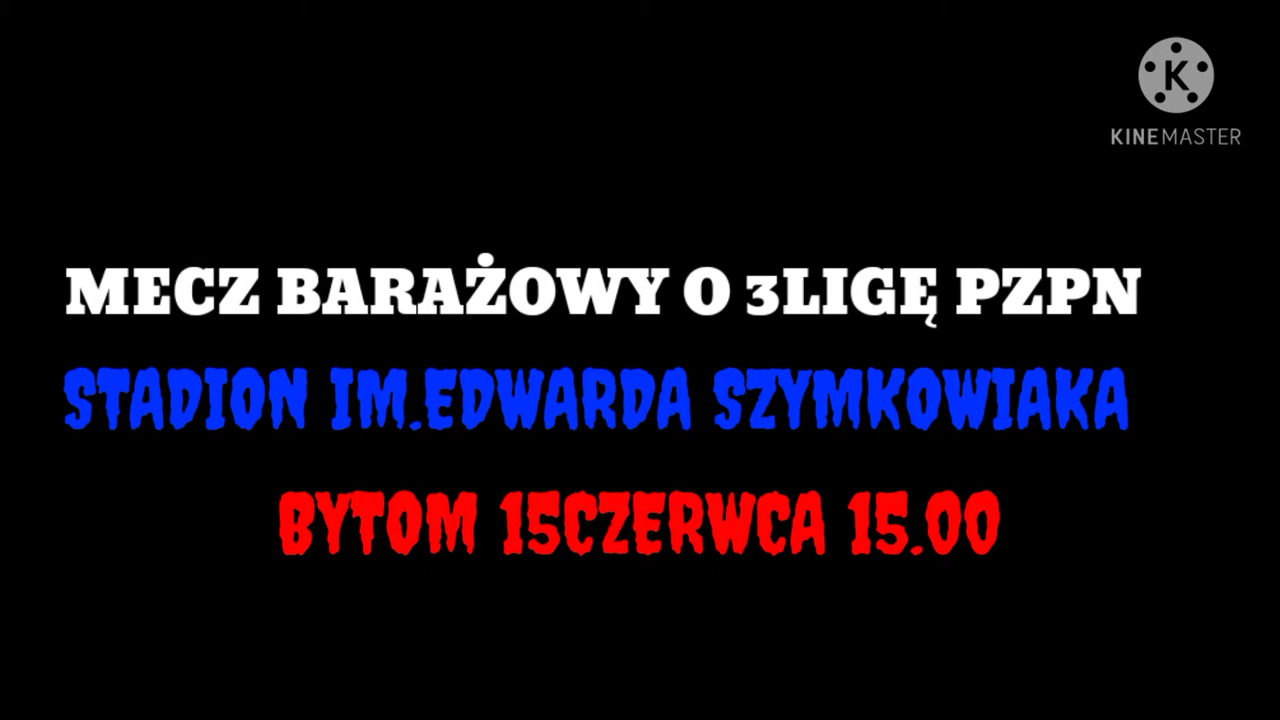 K
KINEMASTER
MECZ BARAŻOWY O 3LIGĘ PZPN
STADION IM.EDWARDA SZYMKOWIAKA
BYTOM 15CZERWCA 15.00